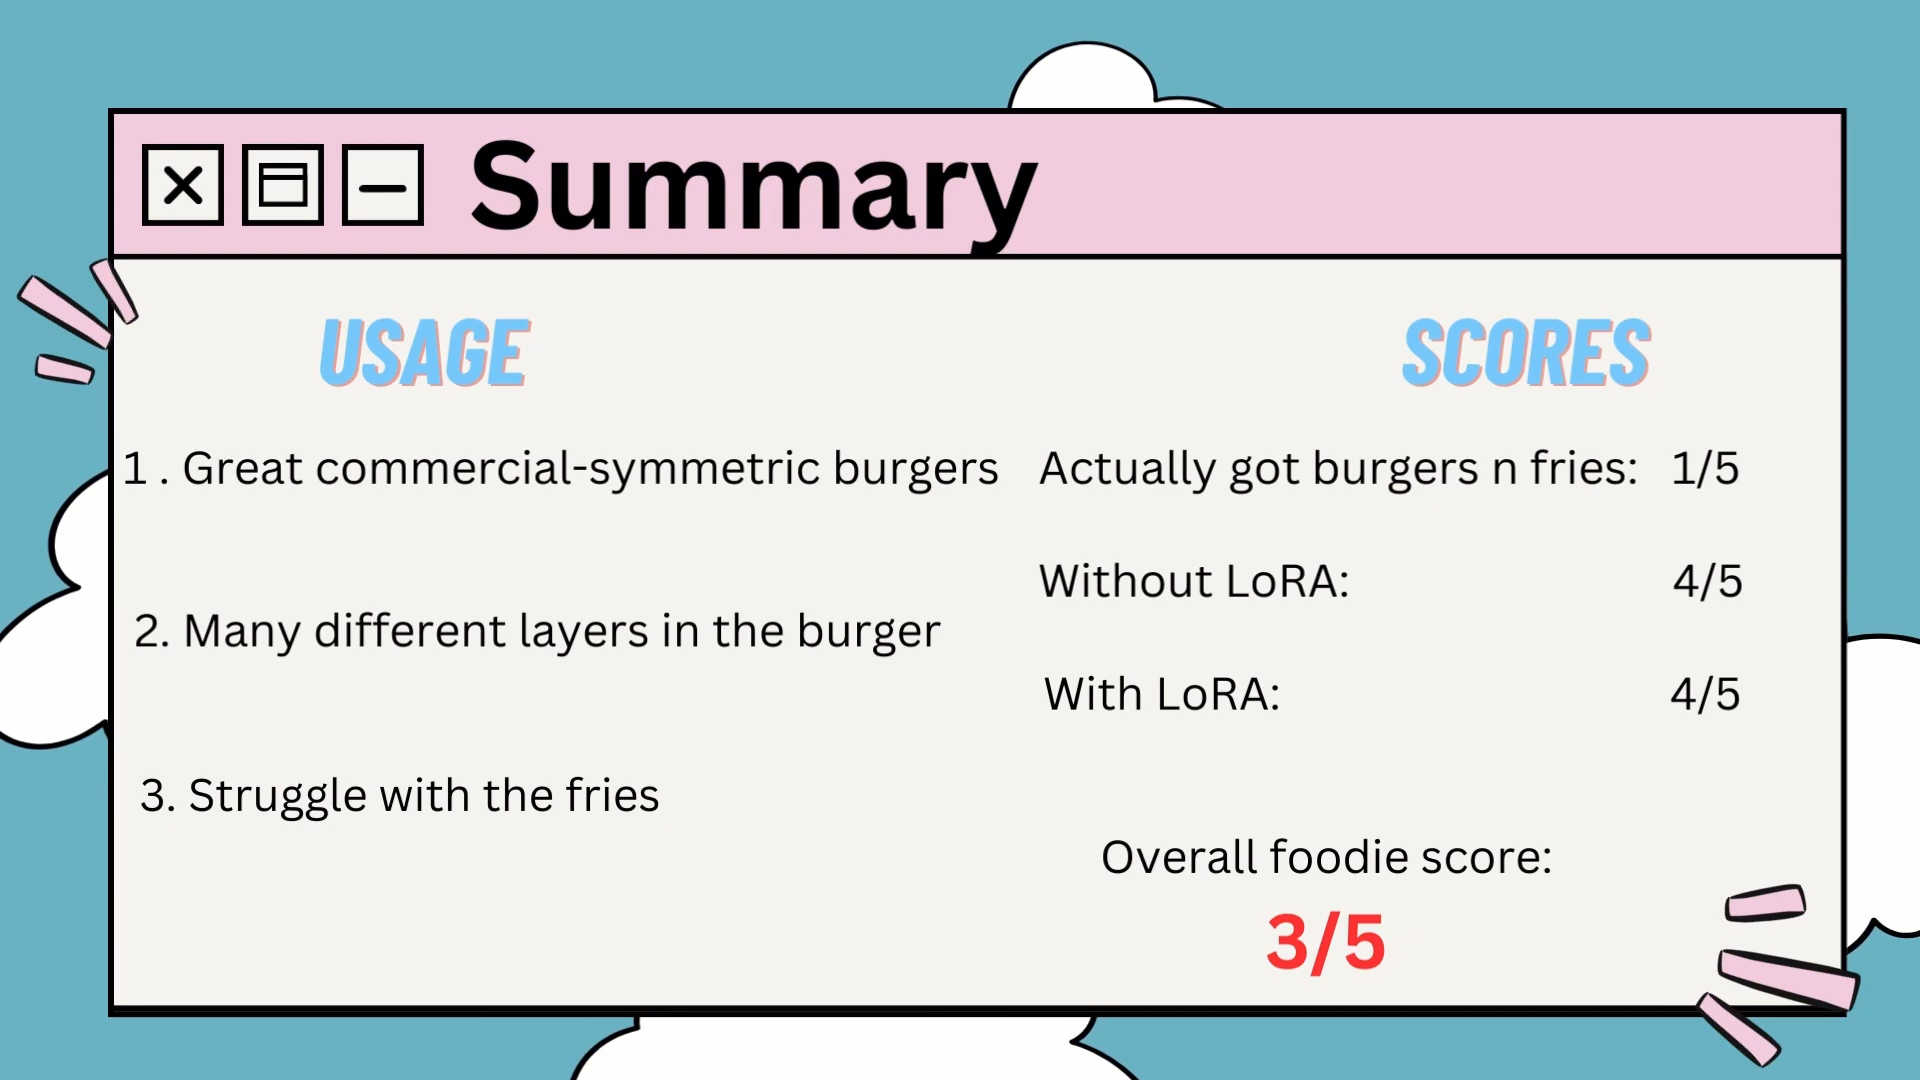 Summary
USAGE
1 . Great commercial-symmetric burgers
2. Many different layers in the burger
3. Struggle with the fries
SCORES
Actually got burgers n fries: 1/5
Without LoRA: 4/5
With LoRA: 4/5
Overall foodie score:
3/5